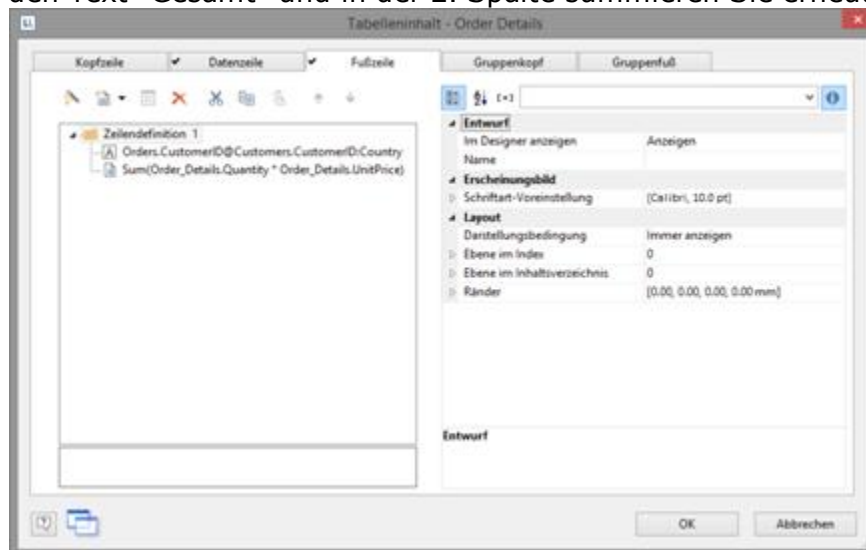 den Text "Gesamt" und in der 2. Spalte summieren Sie erneut
LL Tabelleninhalt - Order Details
Kopfzeile Datenzeile Fußzeile Gruppenkopf Gruppenfuß
Zeilendefinition 1
Orders.CustomerID@Customers.CustomerID:Country
Sum(Order_Details.Quantity * Order_Details.UnitPrice)
Entwurf
Im Designer anzeigen Anzeigen
Name
Erscheinungsbild
Schriftart-Voreinstellung [Calibri, 10.0 pt]
Layout
Darstellungsbedingung Immer anzeigen
Ebene im Index 0
Ebene im Inhaltsverzeichnis 0
Ränder [0.00, 0.00, 0.00, 0.00 mm]
Entwurf
OK Abbrechen